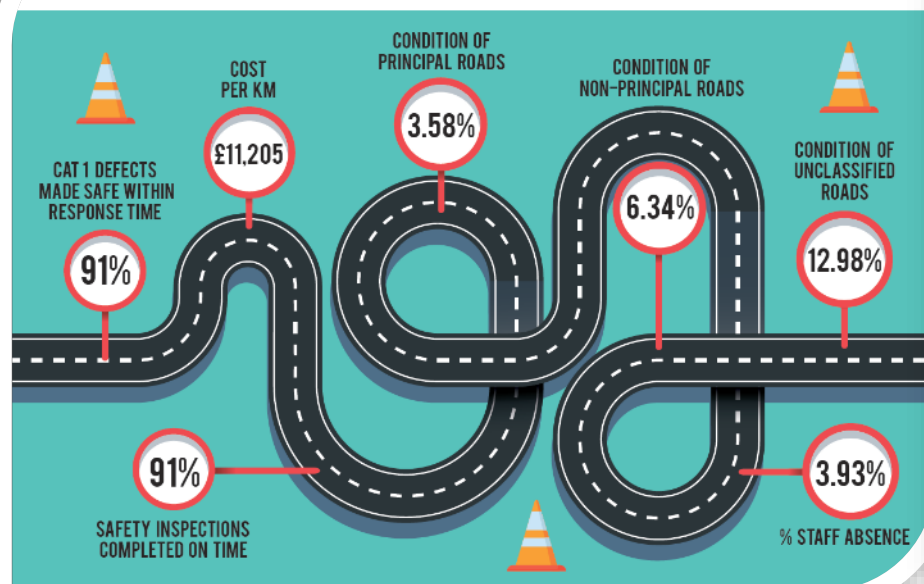 CAT 1 DEFECTS
MADE SAFE WITHIN
RESPONSE TIME
91%
COST
PER KM
£11,205
CONDITION OF
PRINCIPAL ROADS
3.58%
CONDITION OF
NON-PRINCIPAL ROADS
6.34%
CONDITION OF
UNCLASSIFIED
ROADS
12.98%
91%
SAFETY INSPECTIONS
COMPLETED ON TIME
3.93%
% STAFF ABSENCE